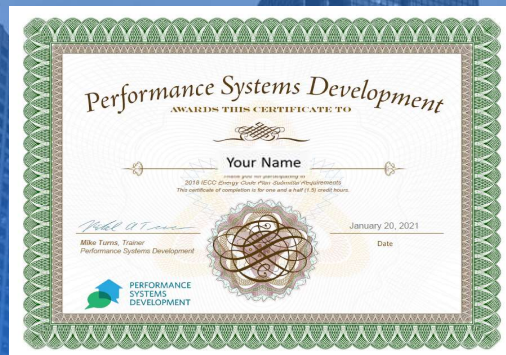 Performance Systems Development
AWARDS THIS CERTIFICATE TO
Your Name
Thank you for participating in
2018 IECC Energy Code Plan Submittal Requirements
This certificate of completion is for one and a half (1.5) credit hours.
January 20, 2021
Mike Turns, Trainer
Performance Systems Development
Date
PERFORMANCE
SYSTEMS
DEVELOPMENT